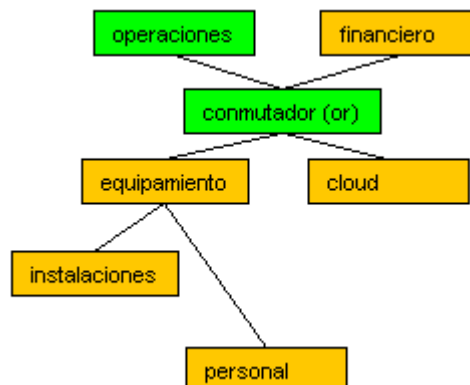 operaciones
financiero
conmutador (or)
equipamiento
cloud
instalaciones
personal